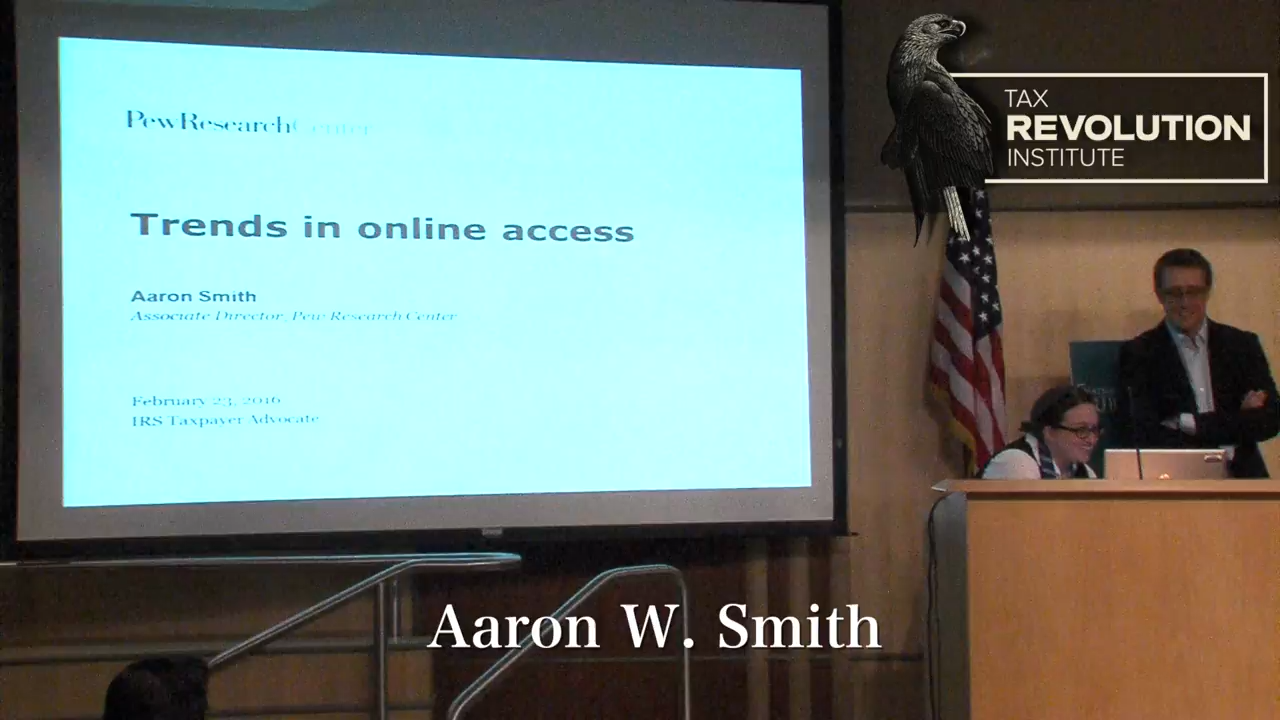 PewResearchCenter
Trends in online access
Aaron Smith
Associate Director, Pew Research Center
February 23, 2016
IRS Taxpayer Advocate
TAX
REVOLUTION
INSTITUTE
Aaron W. Smith